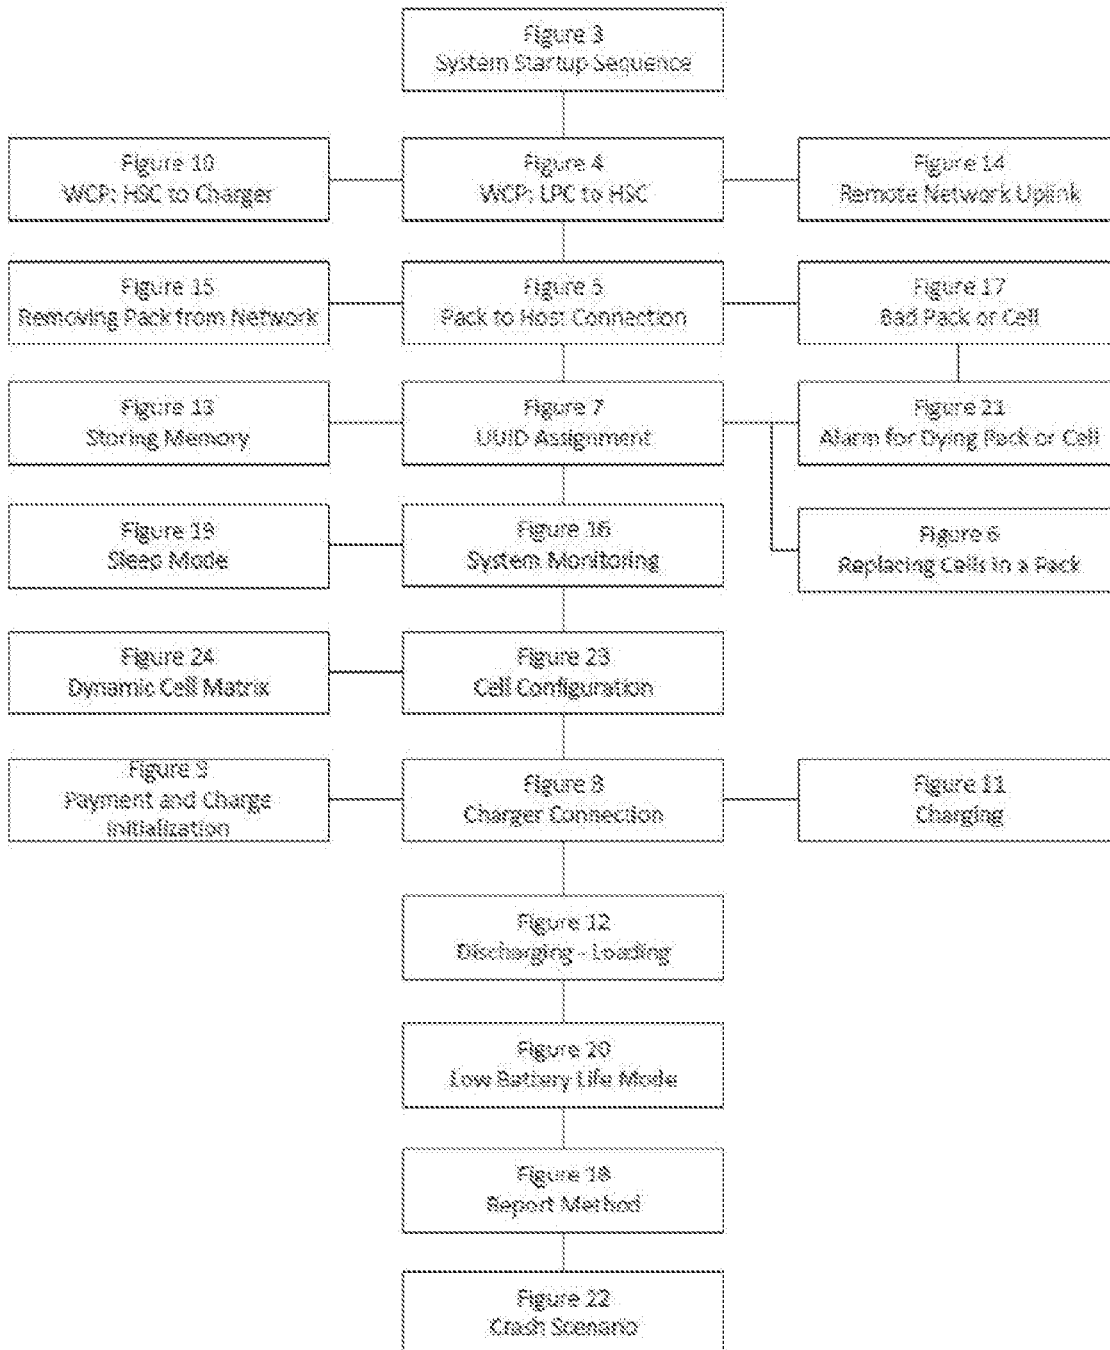 Figure 3
System Startup Sequence
Figure 10
WCP: HSC to Charger
Figure 4
WCP: LPC to HSC
Figure 14
Remote Network Uplink
Figure 15
Removing Pack from Network
Figure 5
Pack to Host Connection
Figure 17
Bad Pack or Cell
Figure 13
Storing Memory
Figure 7
UUID Assignment
Figure 21
Alarm for Dying Pack or Cell
Figure 19
Sleep Mode
Figure 16
System Monitoring
Figure 6
Replacing Cells in a Pack
Figure 24
Dynamic Cell Matrix
Figure 23
Cell Configuration
Figure 9
Payment and Charge
Initialization
Figure 8
Charger Connection
Figure 11
Charging
Figure 12
Discharging - Loading
Figure 20
Low Battery Life Mode
Figure 18
Report Method
Figure 22
Crash Scenario